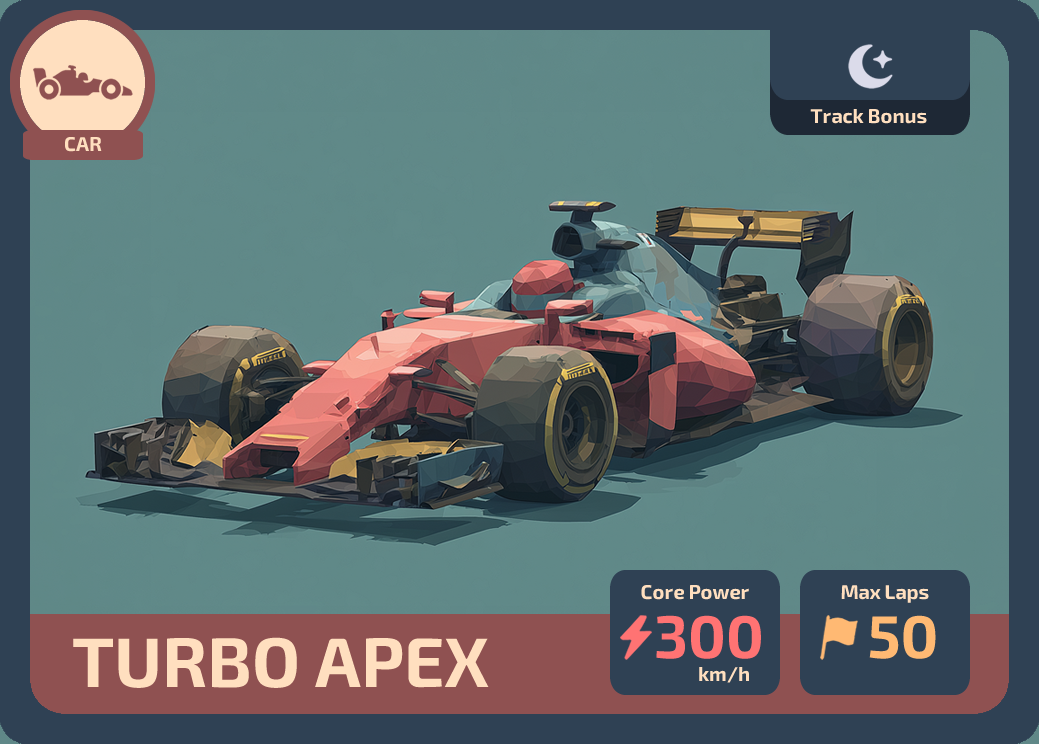 CAR
Track Bonus
TURBO APEX
Core Power
300
km/h
Max Laps
50